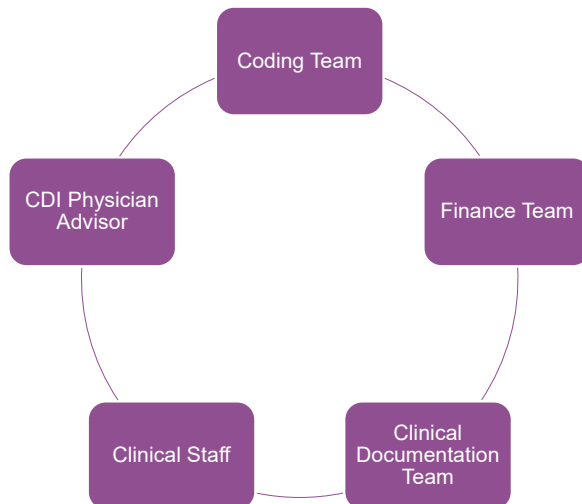 Coding Team
Finance Team
Clinical
Documentation
Team
Clinical Staff
CDI Physician
Advisor